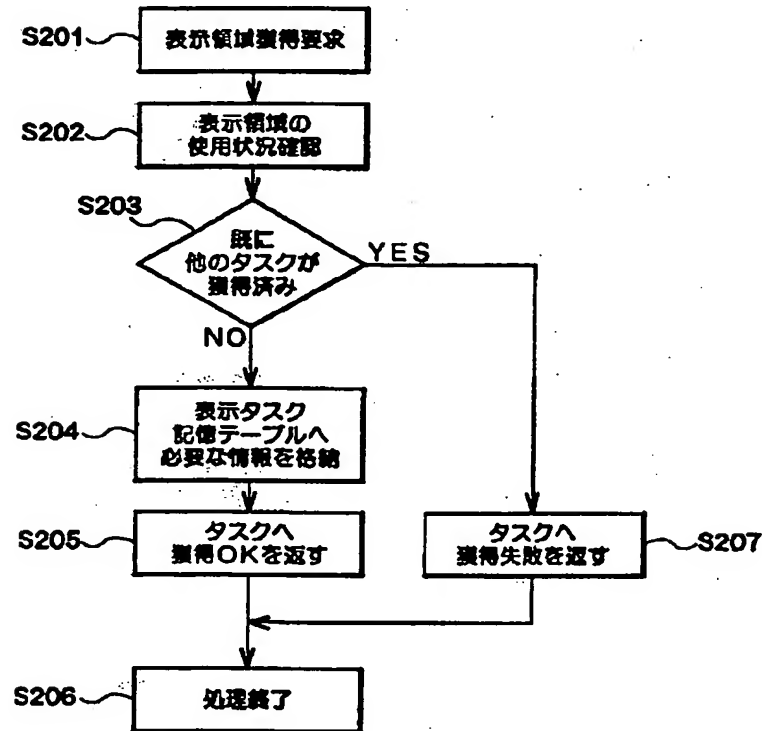 S201
表示領域獲得要求
S202
表示領域の
使用状況確認
S203
既に
他のタスクが
獲得済み
YES
NO
S204
表示タスク
記憶テーブルへ
必要な情報を格納
S205
タスクへ
獲得OKを返す
タスクへ
獲得失敗を返す
S207
S206
処理終了